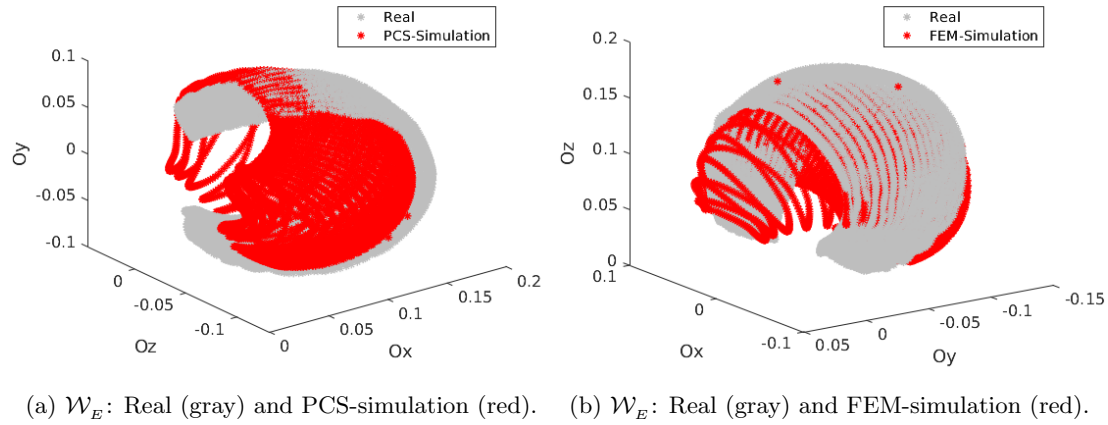 Real
PCS-Simulation
0.1
0.05
0
-0.05
-0.1
Oy
0
-0.05
-0.1
Oz
0
0.05
0.1
0.15
0.2
Ox
Real
FEM-Simulation
0.2
0.15
0.1
0.05
0
Oz
0.1
0
-0.1
Ox
0.05
0
-0.05
-0.1
-0.15
Oy
(a) 𝒲_E: Real (gray) and PCS-simulation (red).
(b) 𝒲_E: Real (gray) and FEM-simulation (red).